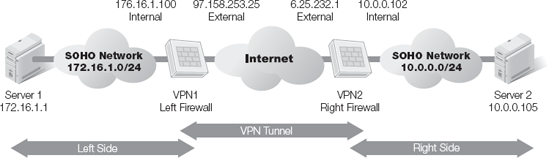 176.16.1.100
Internal
97.158.253.25
External
6.25.232.1
External
10.0.0.102
Internal
SOHO Network
172.16.1.0/24
Internet
SOHO Network
10.0.0.0/24
Server 1
172.16.1.1
VPN1
Left Firewall
VPN2
Right Firewall
Server 2
10.0.0.105
VPN Tunnel
Left Side
Right Side